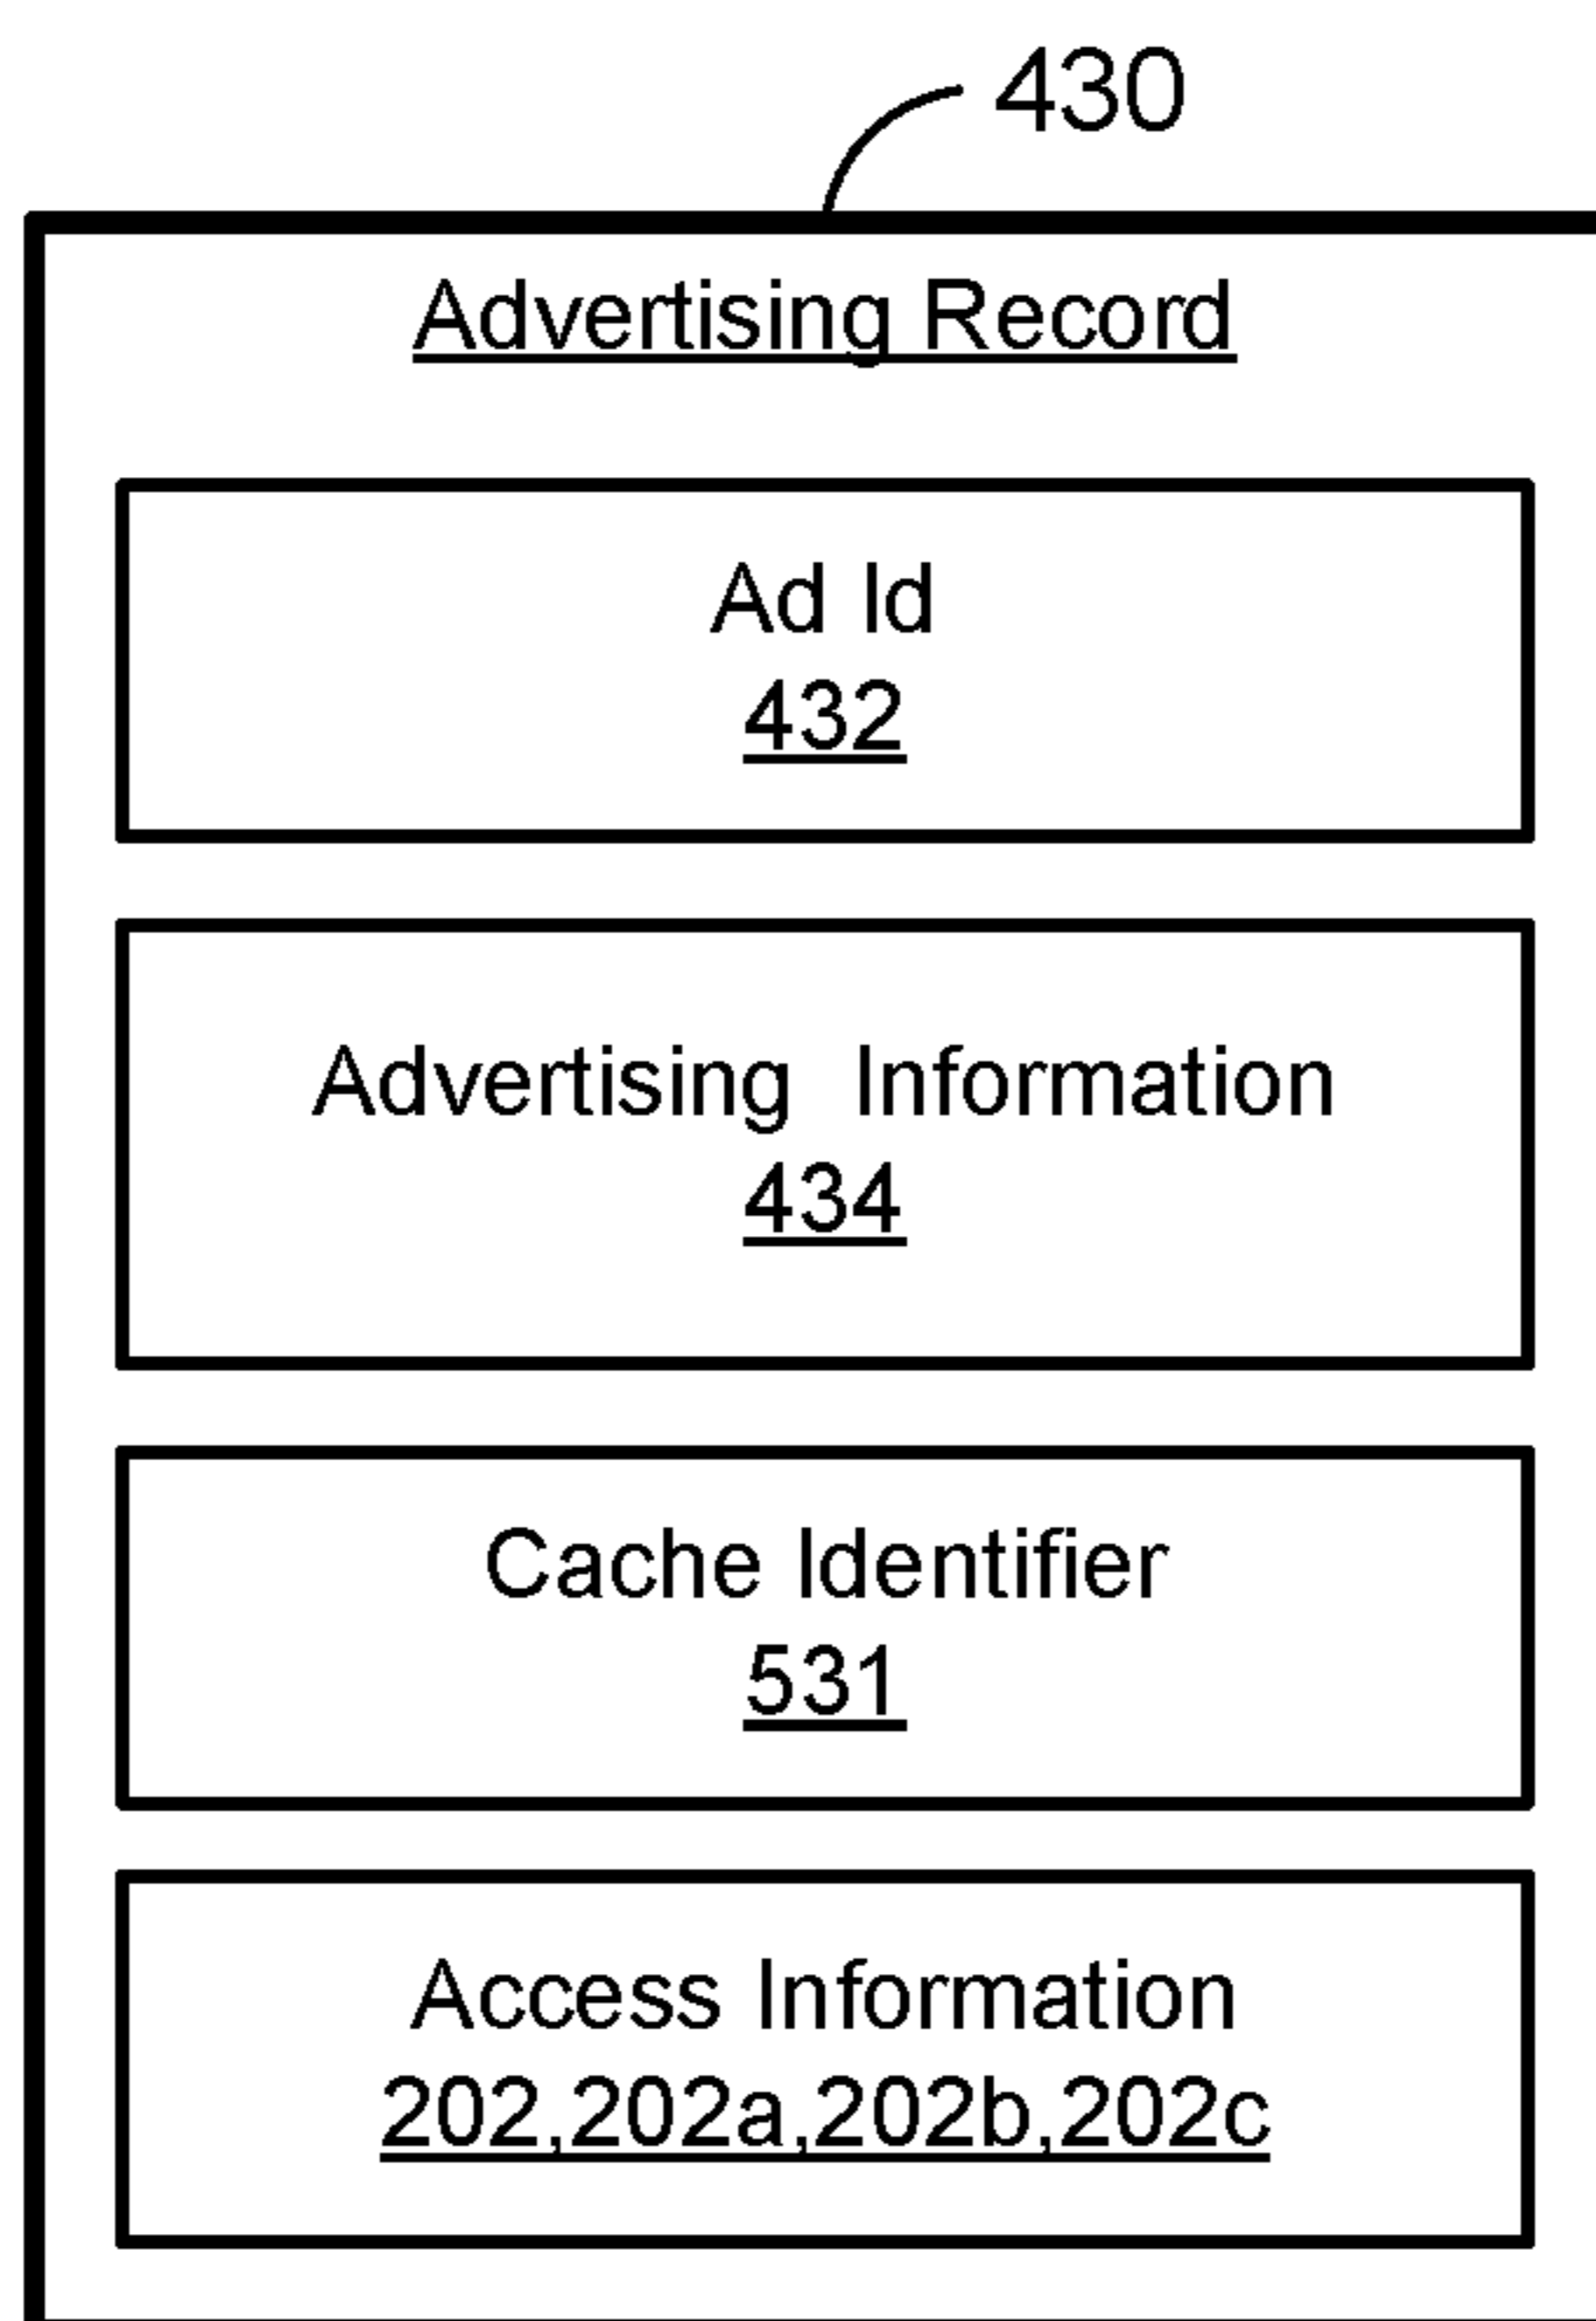 430
Advertising Record
Ad Id
432
Advertising Information
434
Cache Identifier
531
Access Information
202,202a,202b,202c